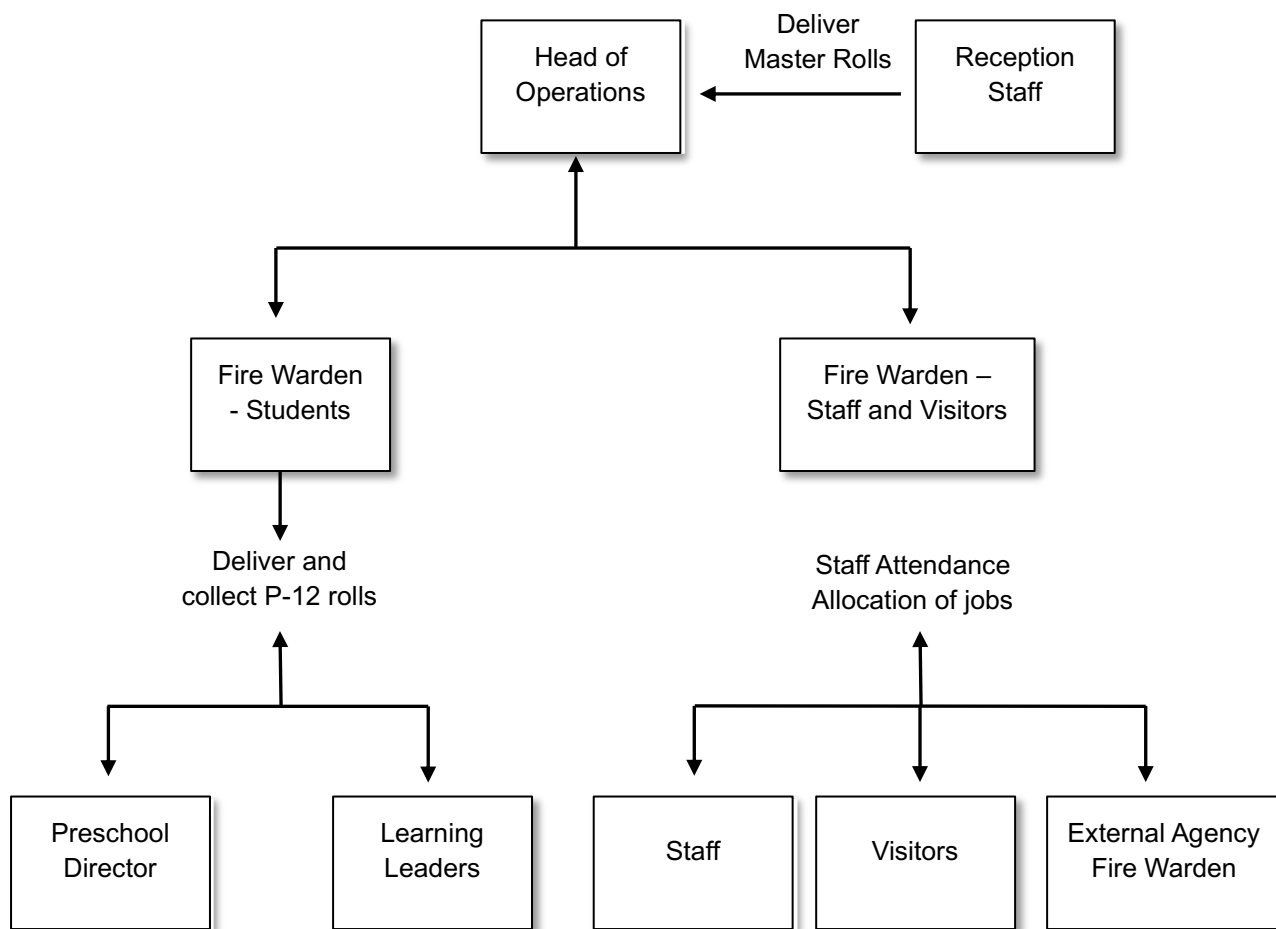 Head of
Operations
Deliver
Master Rolls
Reception
Staff
Fire Warden
- Students
Fire Warden –
Staff and Visitors
Deliver and
collect P-12 rolls
Staff Attendance
Allocation of jobs
Preschool
Director
Learning
Leaders
Staff
Visitors
External Agency
Fire Warden